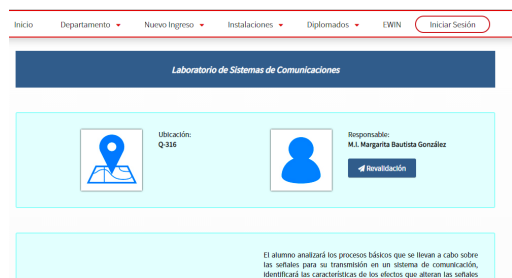 Inicio Departamento Nuevo Ingreso Instalaciones Diplomados EWIN Iniciar Sesión
Laboratorio de Sistemas de Comunicaciones
Ubicación:
Q-316
Responsable:
M.I. Margarita Bautista González
Revalidación
El alumno analizará los procesos básicos que se llevan a cabo sobre
las señales para su transmisión en un sistema de comunicación,
identificará las características de los efectos que alteran las señales